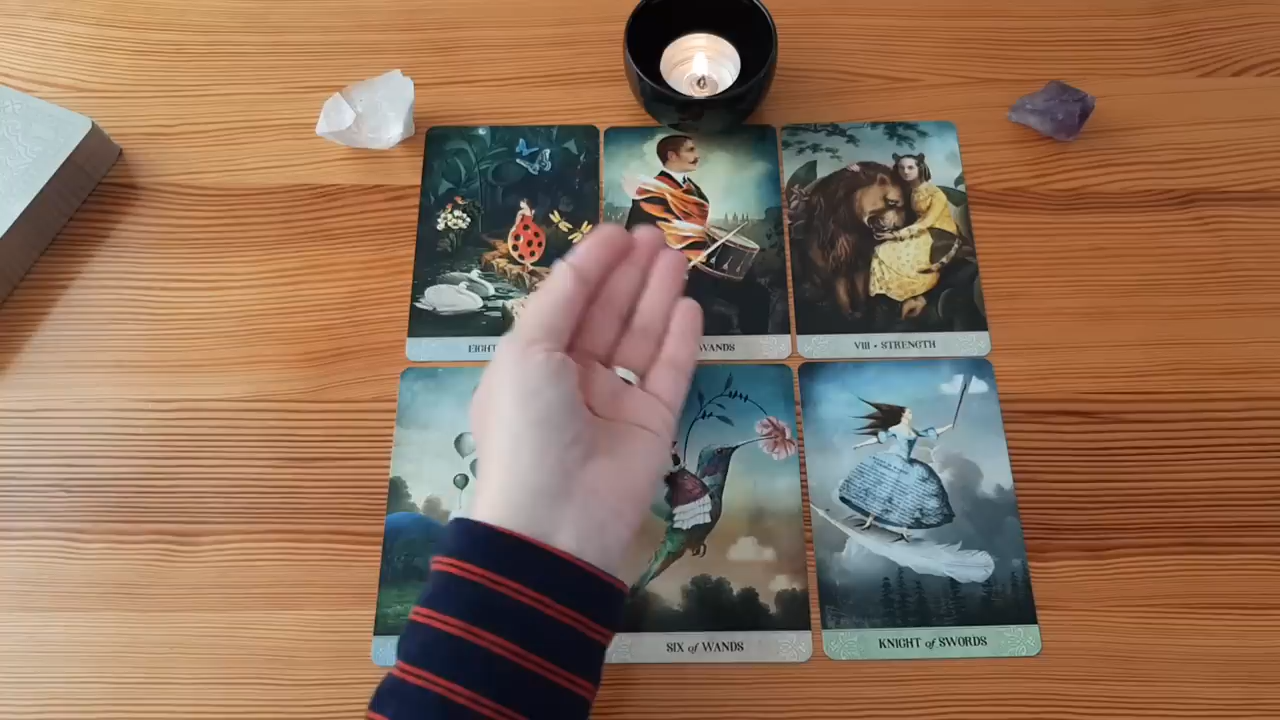 EIGHT
WANDS
VIII • STRENGTH
SIX of WANDS
KNIGHT of SWORDS